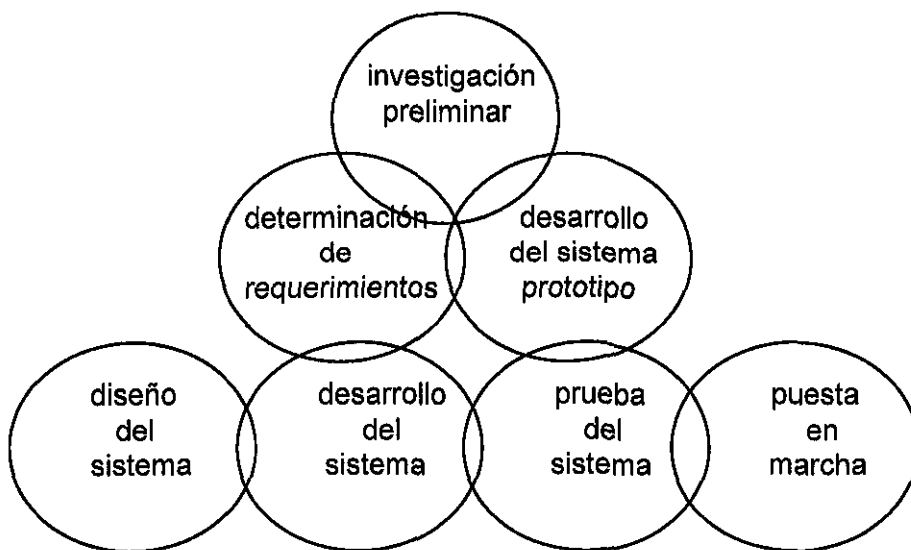 investigación
preliminar
determinación
de
requerimientos
desarrollo
del sistema
prototipo
diseño
del
sistema
desarrollo
del
sistema
prueba
del
sistema
puesta
en
marcha